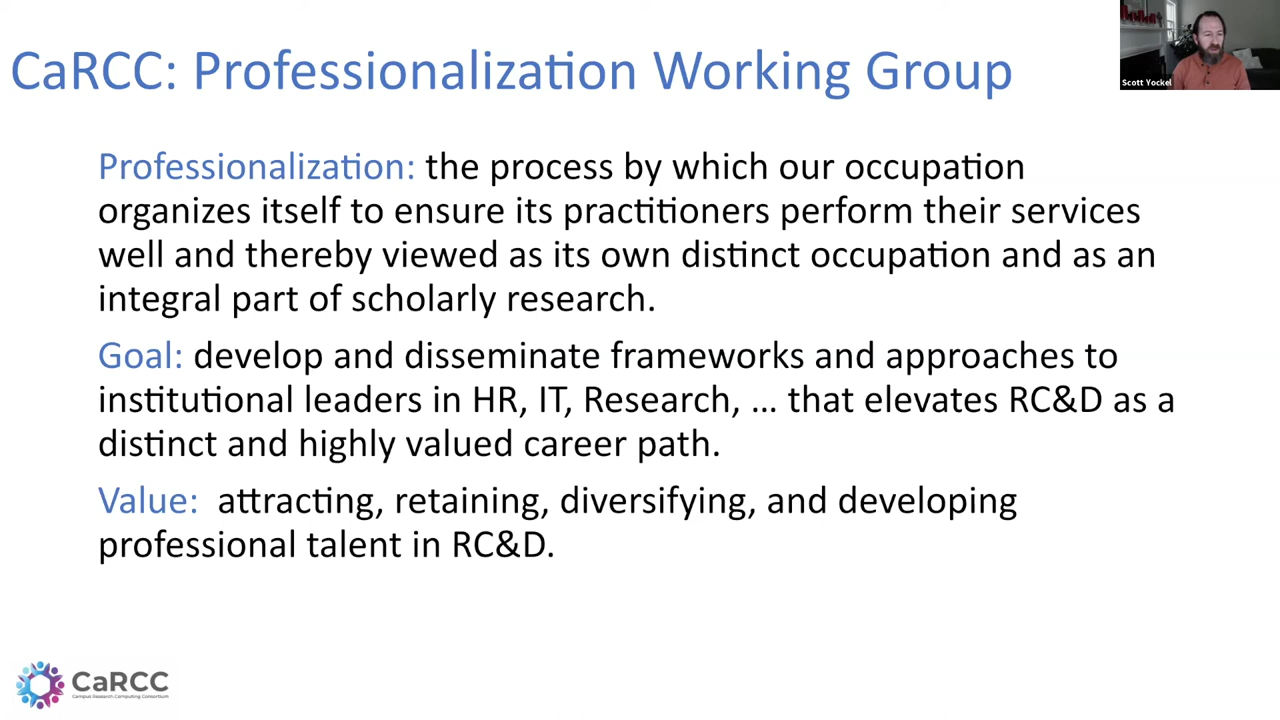 CaRCC: Professionalization Working Group
Scott Yockel
Professionalization: the process by which our occupation
organizes itself to ensure its practitioners perform their services
well and thereby viewed as its own distinct occupation and as an
integral part of scholarly research.
Goal: develop and disseminate frameworks and approaches to
institutional leaders in HR, IT, Research, … that elevates RC&D as a
distinct and highly valued career path.
Value: attracting, retaining, diversifying, and developing
professional talent in RC&D.
CaRCC
Campus Research Computing Consortium